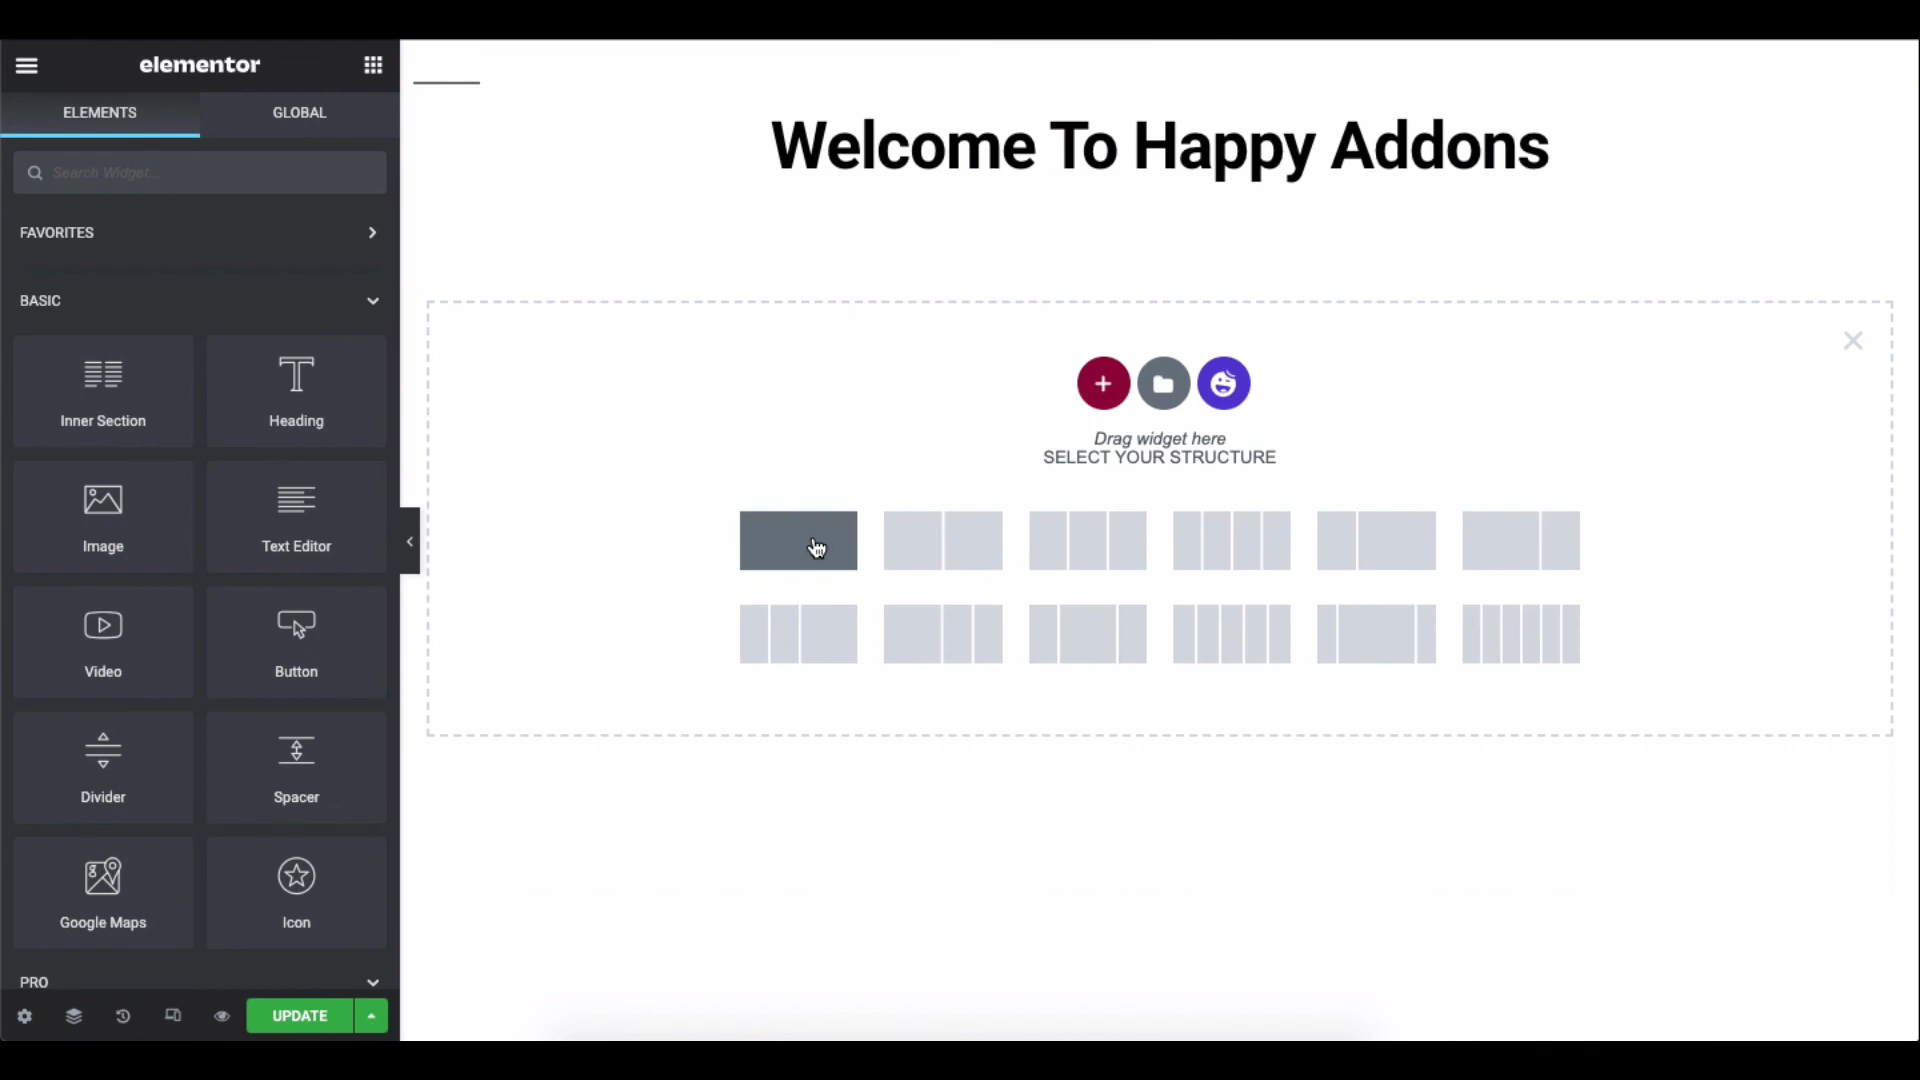 elementor
ELEMENTS
GLOBAL
Search Widget...
FAVORITES
BASIC
Inner Section
Heading
Image
Text Editor
Video
Button
Divider
Spacer
Google Maps
Icon
PRO
UPDATE
Welcome To Happy Addons
Drag widget here
SELECT YOUR STRUCTURE